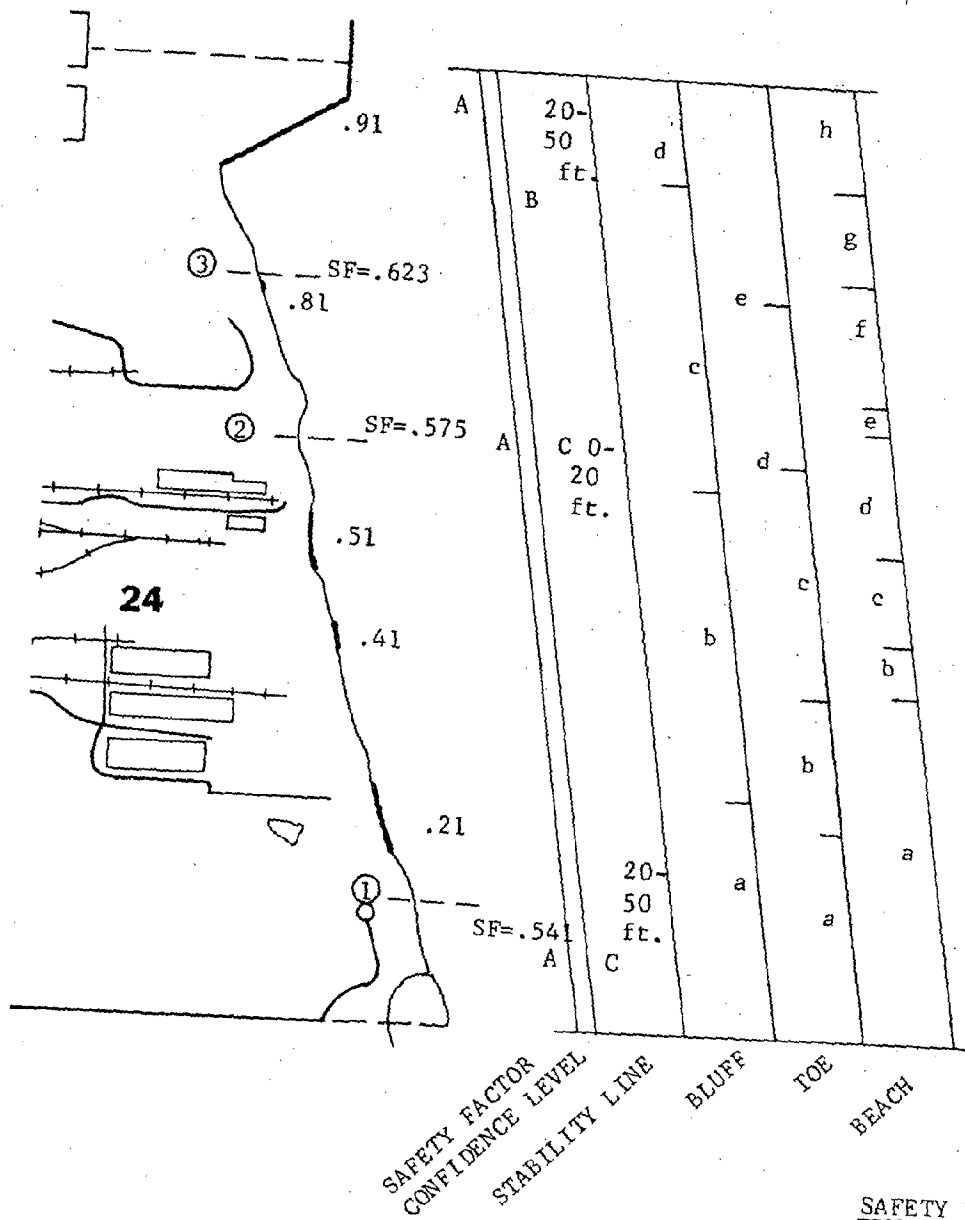 A
20-
50
ft.
d
h
.91
B
g
③
SF=.623
.81
e
f
c
②
SF=.575
A
C 0-
20
ft.
d
e
d
.51
24
c
c
.41
b
b
b
.21
a
①
20-
50
ft.
a
a
SF=.541
A
C
SAFETY FACTOR
CONFIDENCE LEVEL
STABILITY LINE
BLUFF
TOE
BEACH
SAFETY